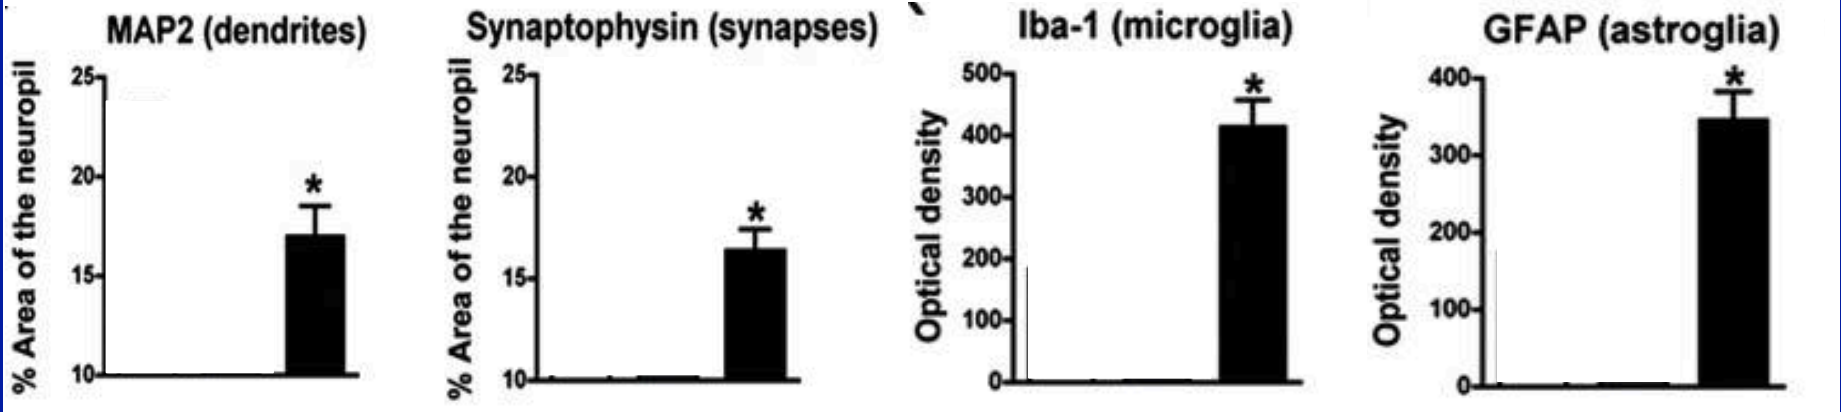 MAP2 (dendrites)
% Area of the neuropil
25
20
15
10
*
Synaptophysin (synapses)
% Area of the neuropil
25
20
15
10
*
Iba-1 (microglia)
Optical density
500
400
300
200
100
0
*
GFAP (astroglia)
Optical density
400
300
200
100
0
*